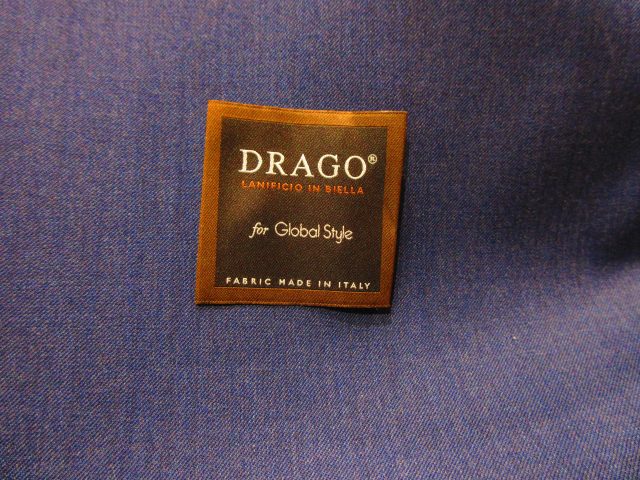 DRAGO®
LANIFICIO IN BIELLA
for Global Style
FABRIC MADE IN ITALY